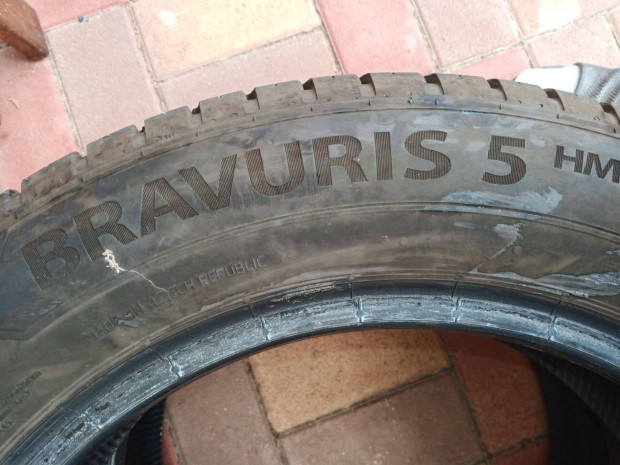 BRAVURIS 5 HM
MADE IN CZECH REPUBLIC